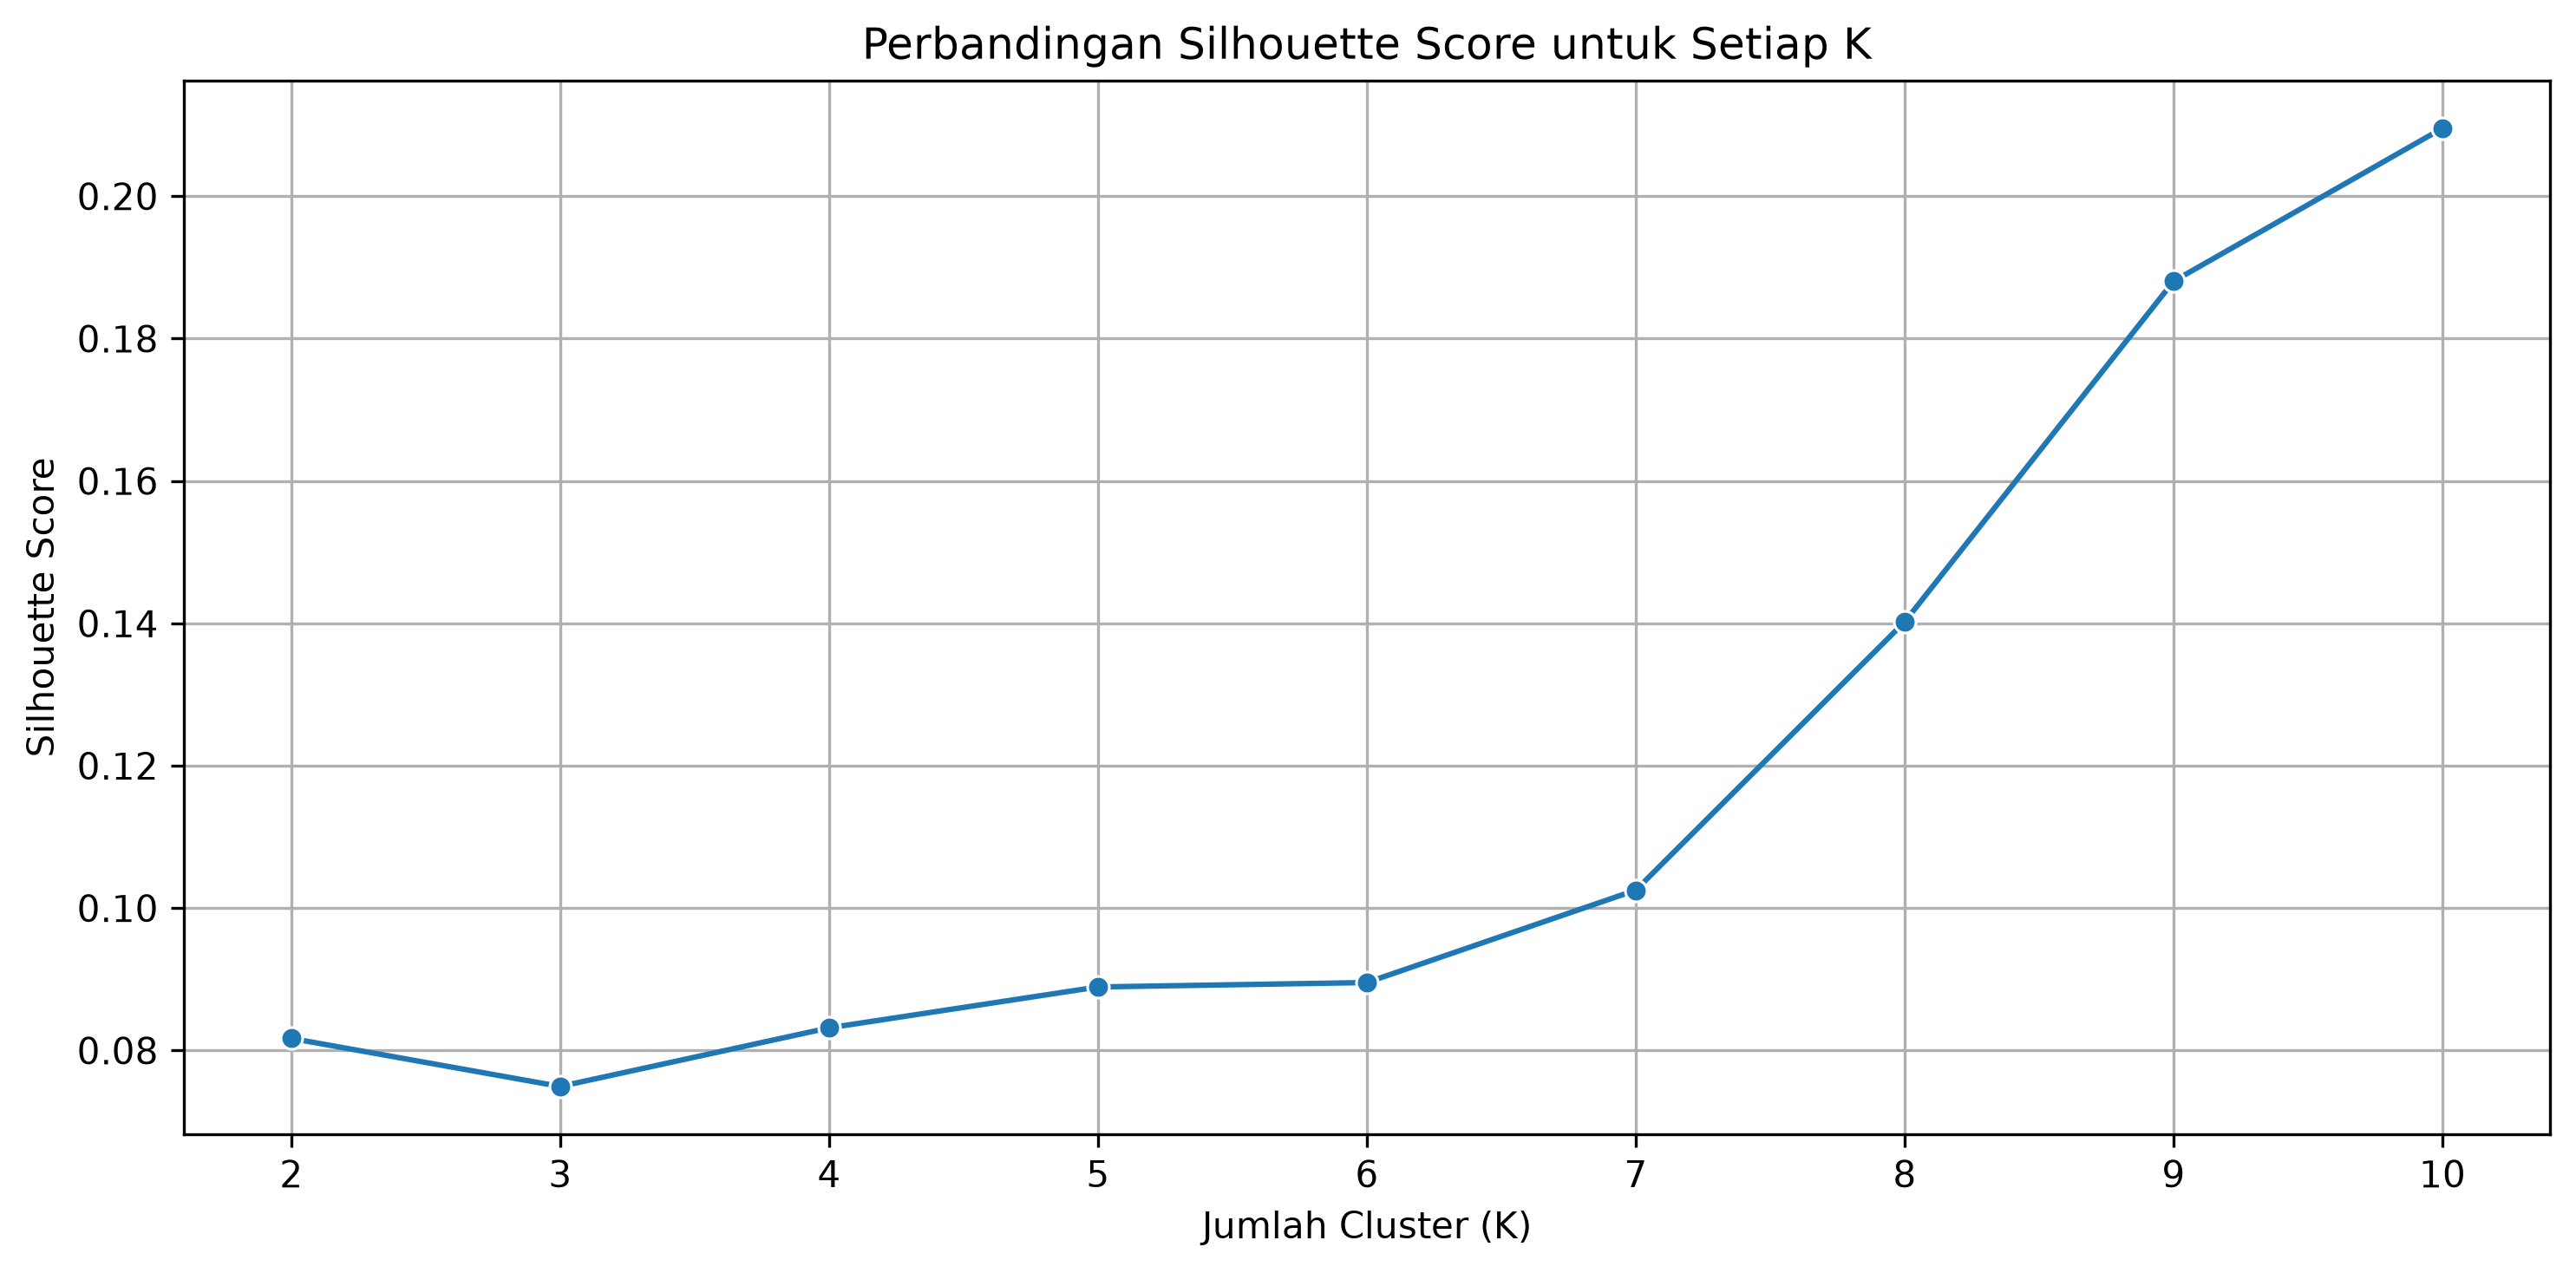 Perbandingan Silhouette Score untuk Setiap K
Silhouette Score
0.20
0.18
0.16
0.14
0.12
0.10
0.08
2 3 4 5 6 7 8 9 10
Jumlah Cluster (K)